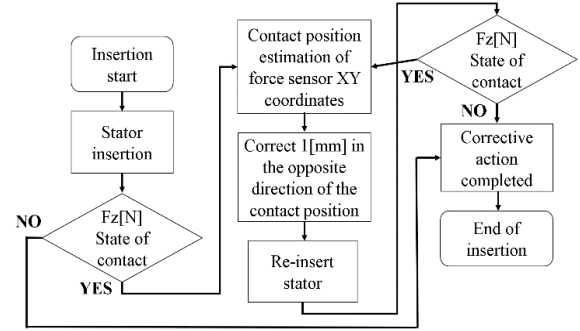 Insertion
start
Stator
insertion
NO
Fz[N]
State of
contact
YES
Contact position
estimation of
force sensor XY
coordinates
Correct 1[mm] in
the opposite
direction of the
contact position
Re-insert
stator
Fz[N]
State of
contact
YES
NO
Corrective
action
completed
End of
insertion